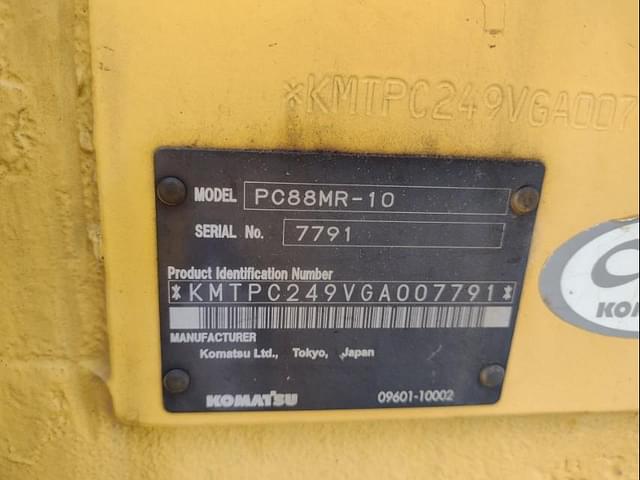 *KMTPC249VGA007
MODEL PC88MR-10
SERIAL No. 7791
Product Identification Number
*KMTPC249VGA007791*
MANUFACTURER
Komatsu Ltd., Tokyo, Japan
KOMATSU 09601-10002
KOM